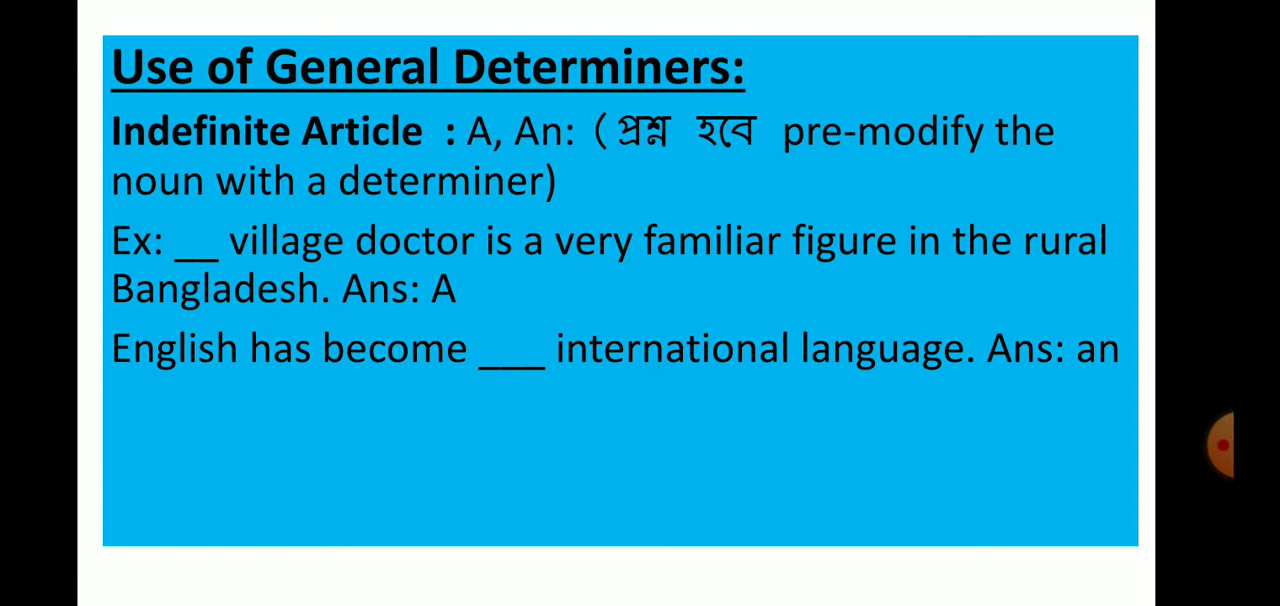 Use of General Determiners:
Indefinite Article : A, An: ( প্রশ্ন হবে pre-modify the
noun with a determiner)
Ex: __ village doctor is a very familiar figure in the rural
Bangladesh. Ans: A
English has become ___ international language. Ans: an